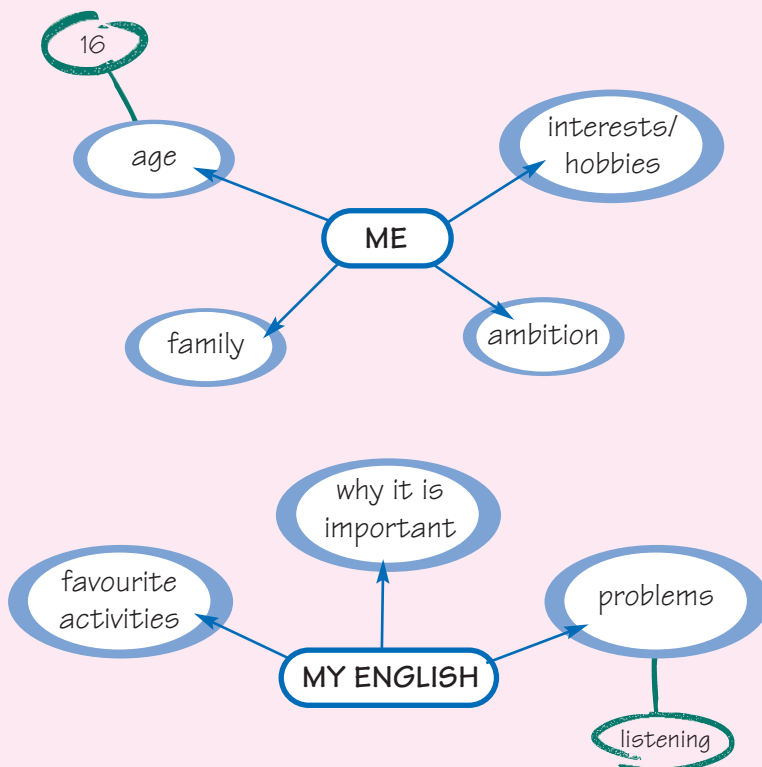 16
age
interests/
hobbies
ME
family
ambition
why it is
important
favourite
activities
problems
MY ENGLISH
listening